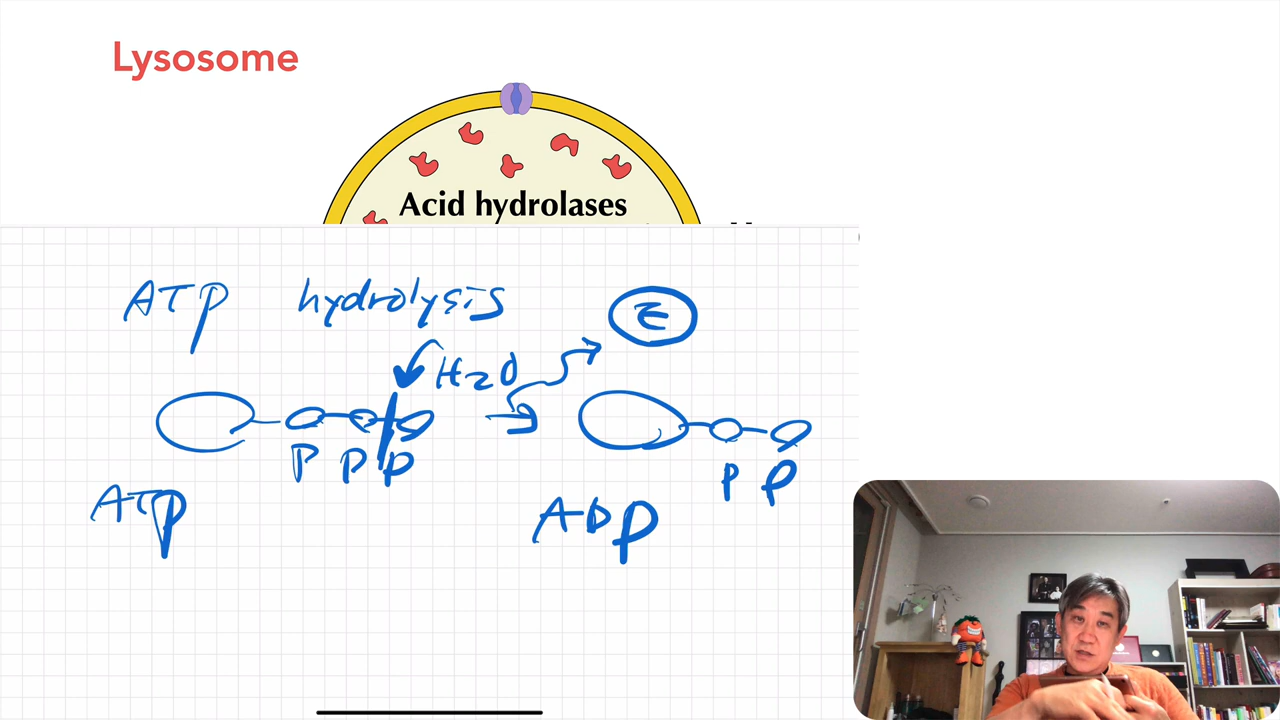 Lysosome
Acid hydrolases
ATP hydrolysis E
H2O
P P P P P
ATP ADP